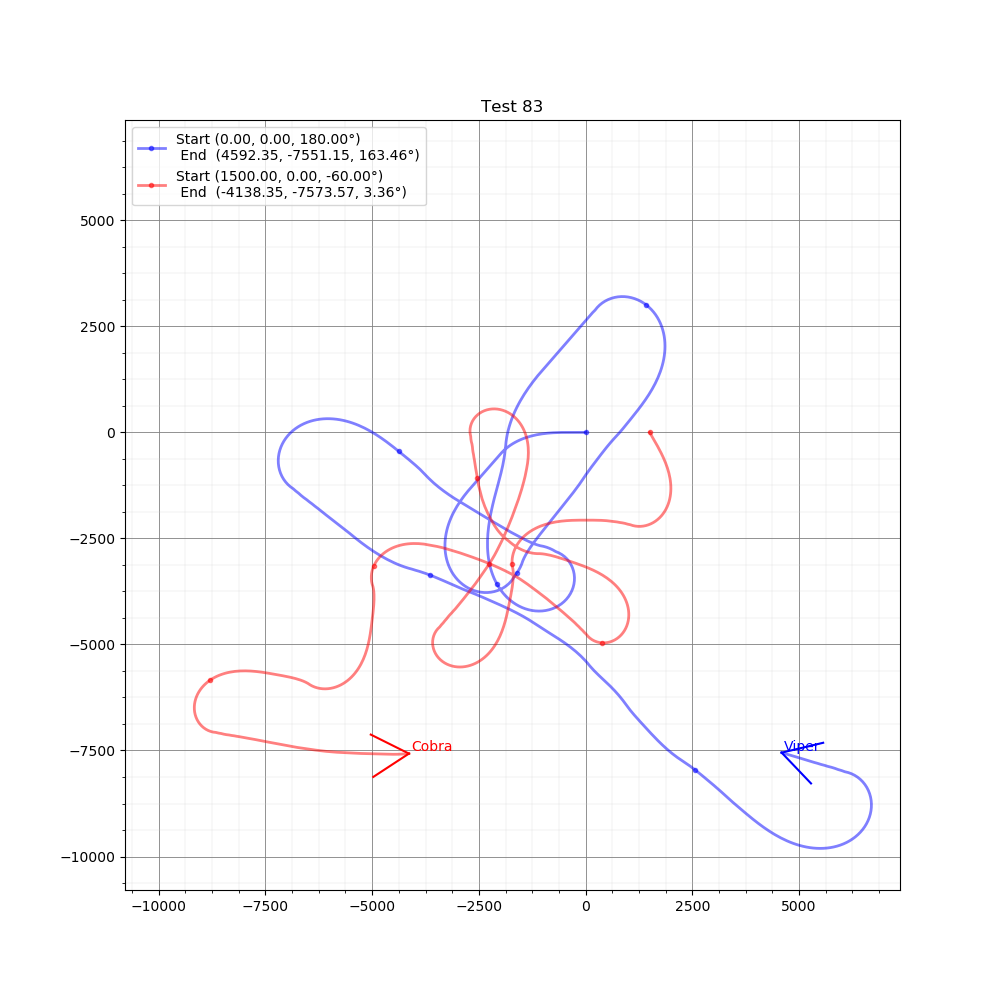 Test 83
Start (0.00, 0.00, 180.00°)
End  (4592.35, -7551.15, 163.46°)
Start (1500.00, 0.00, -60.00°)
End  (-4138.35, -7573.57, 3.36°)
5000
2500
0
−2500
−5000
−7500
−10000
Cobra
Viper
−10000 −7500 −5000 −2500 0 2500 5000